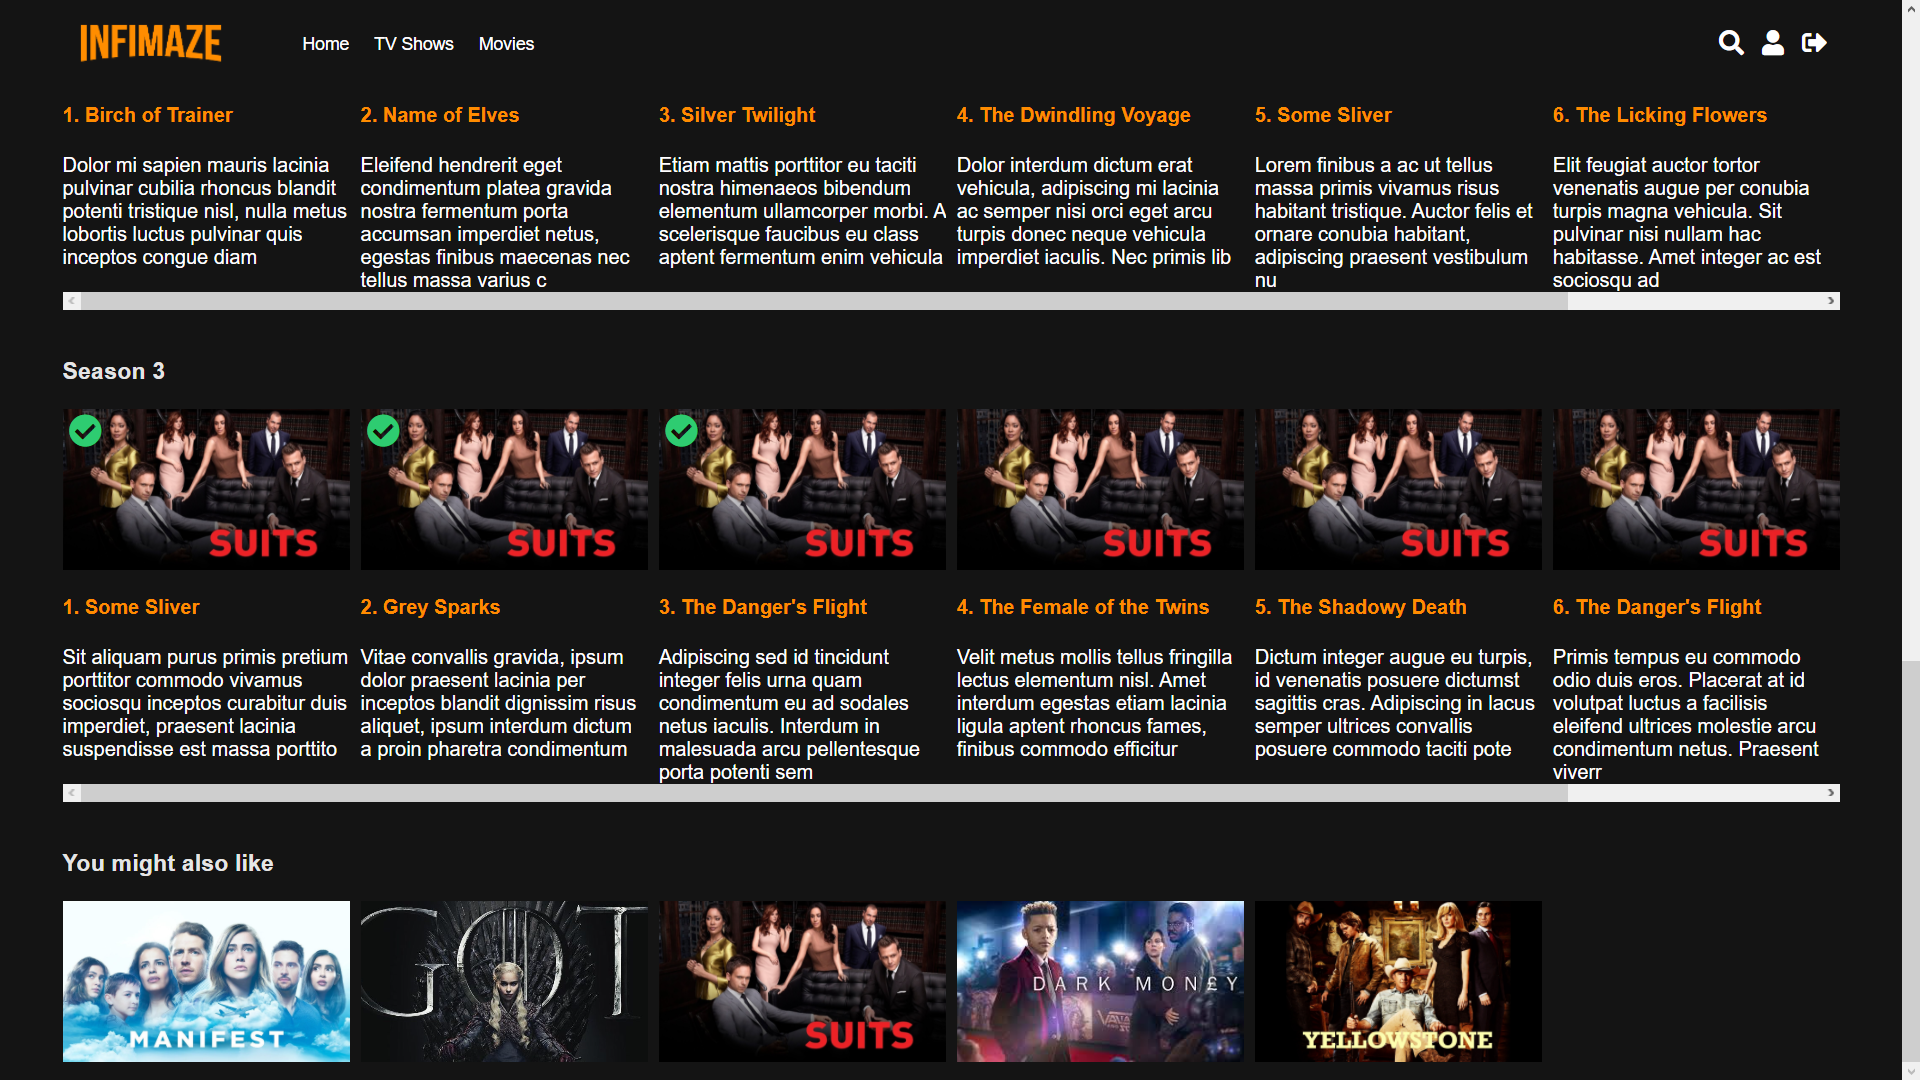 INFIMAZE
Home TV Shows Movies
1. Birch of Trainer
Dolor mi sapien mauris lacinia
pulvinar cubilia rhoncus blandit
potenti tristique nisl, nulla metus
lobortis luctus pulvinar quis
inceptos congue diam
2. Name of Elves
Eleifend hendrerit eget
condimentum platea gravida
nostra fermentum porta
accumsan imperdiet netus,
egestas finibus maecenas nec
tellus massa varius c
3. Silver Twilight
Etiam mattis porttitor eu taciti
nostra himenaeos bibendum
elementum ullamcorper morbi. A
scelerisque faucibus eu class
aptent fermentum enim vehicula
4. The Dwindling Voyage
Dolor interdum dictum erat
vehicula, adipiscing mi lacinia
ac semper nisi orci eget arcu
turpis donec neque vehicula
imperdiet iaculis. Nec primis lib
5. Some Sliver
Lorem finibus a ac ut tellus
massa primis vivamus risus
habitant tristique. Auctor felis et
ornare conubia habitant,
adipiscing praesent vestibulum
nu
6. The Licking Flowers
Elit feugiat auctor tortor
venenatis augue per conubia
turpis magna vehicula. Sit
pulvinar nisi nullam hac
habitasse. Amet integer ac est
sociosqu ad
Season 3
SUITS
SUITS
SUITS
SUITS
SUITS
SUITS
1. Some Sliver
Sit aliquam purus primis pretium
porttitor commodo vivamus
sociosqu inceptos curabitur duis
imperdiet, praesent lacinia
suspendisse est massa porttito
2. Grey Sparks
Vitae convallis gravida, ipsum
dolor praesent lacinia per
inceptos blandit dignissim risus
aliquet, ipsum interdum dictum
a proin pharetra condimentum
3. The Danger's Flight
Adipiscing sed id tincidunt
integer felis urna quam
condimentum eu ad sodales
netus iaculis. Interdum in
malesuada arcu pellentesque
porta potenti sem
4. The Female of the Twins
Velit metus mollis tellus fringilla
lectus elementum nisl. Amet
interdum egestas etiam lacinia
ligula aptent rhoncus fames,
finibus commodo efficitur
5. The Shadowy Death
Dictum integer augue eu turpis,
id venenatis posuere dictumst
sagittis cras. Adipiscing in lacus
semper ultrices convallis
posuere commodo taciti pote
6. The Danger's Flight
Primis tempus eu commodo
odio duis eros. Placerat at id
volutpat luctus a facilisis
eleifend ultrices molestie arcu
condimentum netus. Praesent
viverr
You might also like
MANIFEST
GOT
SUITS
DARK MON£Y
YELLOWSTONE